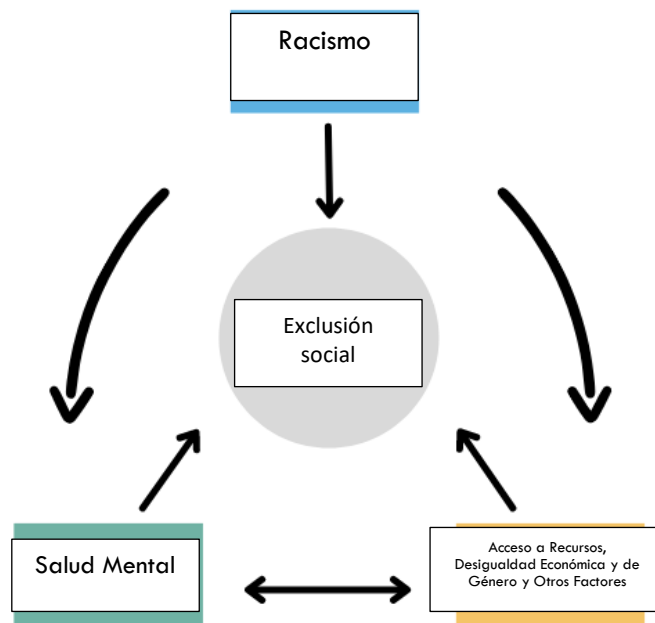 Racismo
Exclusión
social
Salud Mental
Acceso a Recursos,
Desigualdad Económica y de
Género y Otros Factores